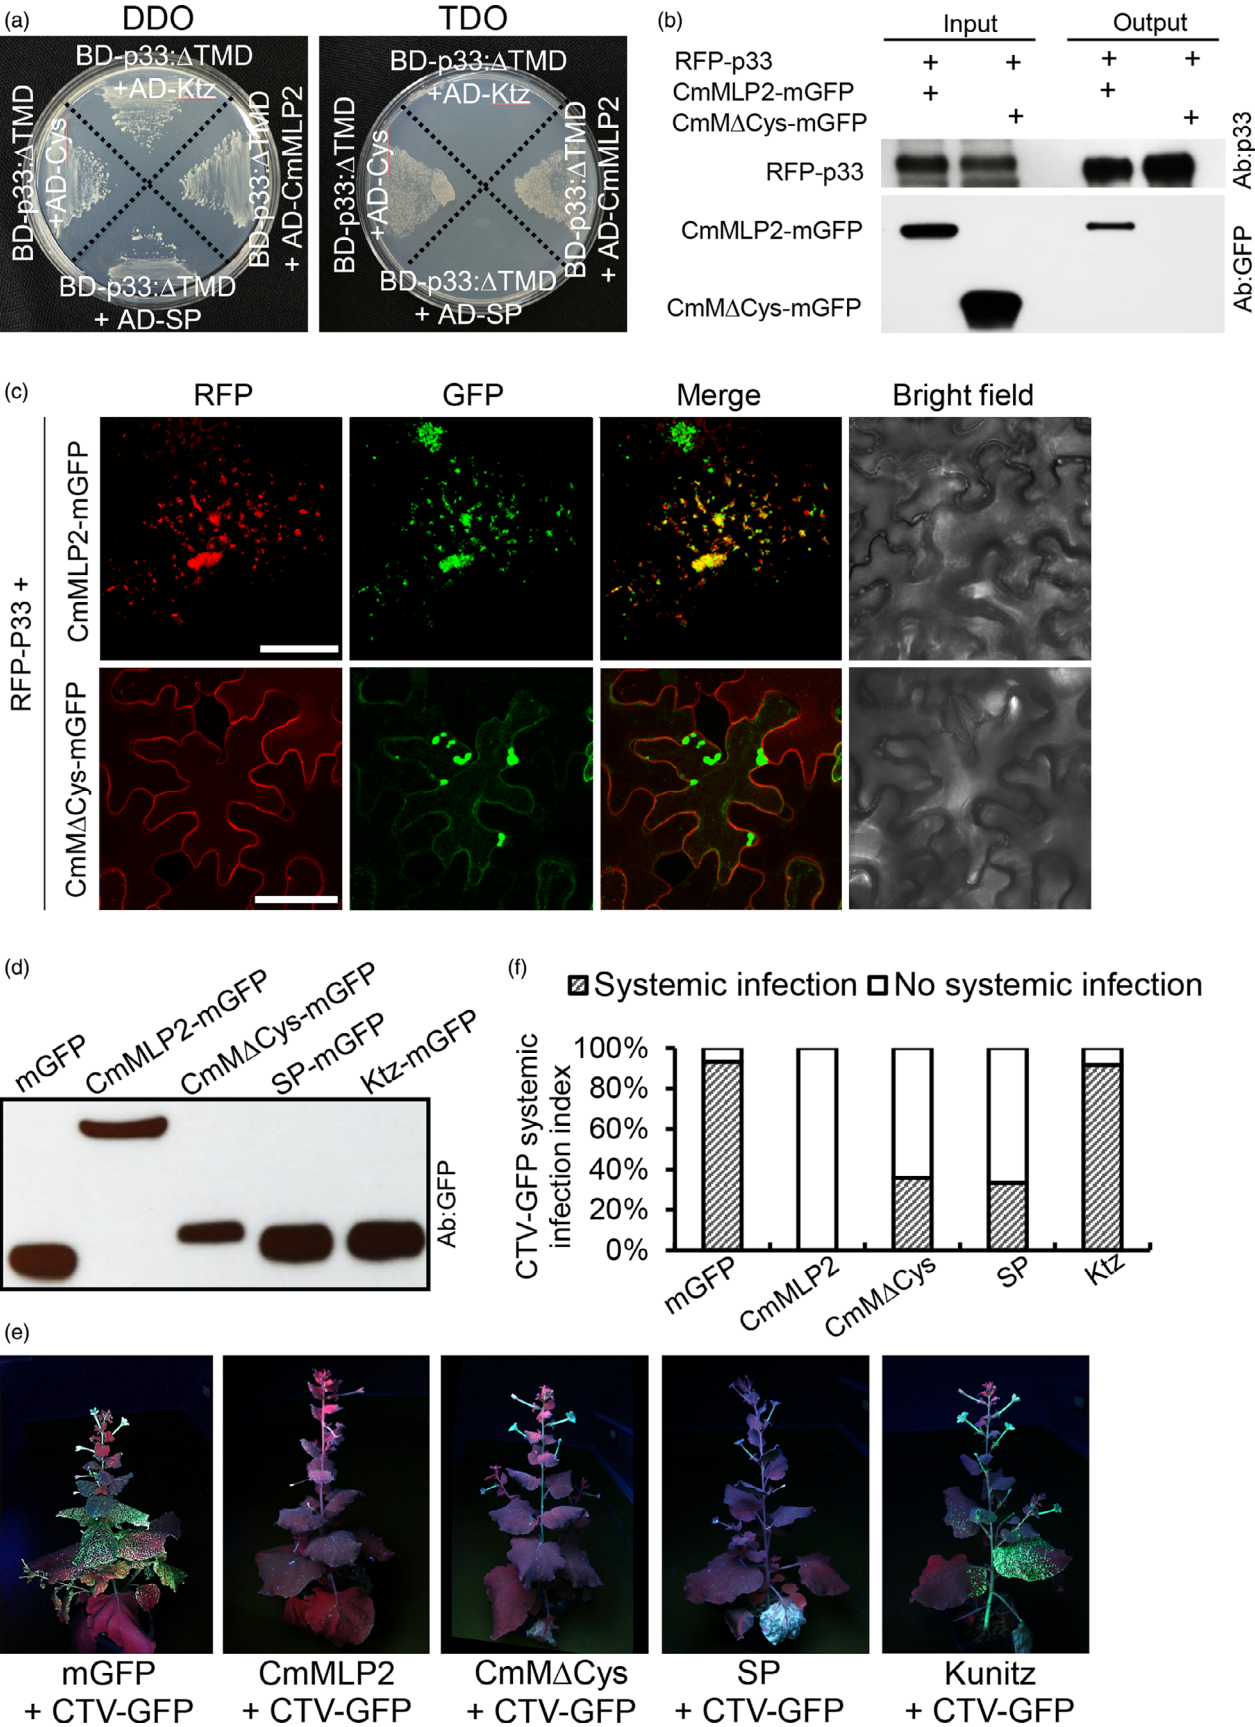 (a)
DDO
BD-p33:ΔTMD
+AD-Ktz
BD-p33:ΔTMD
+AD-Cys
BD-p33:ΔTMD
+ AD-CmMLP2
BD-p33:ΔTMD
+ AD-SP
TDO
BD-p33:ΔTMD
+AD-Ktz
BD-p33:ΔTMD
+AD-Cys
BD-p33:ΔTMD
+ AD-CmMLP2
BD-p33:ΔTMD
+ AD-SP
(b)
Input Output
RFP-p33 + + + +
CmMLP2-mGFP + +
CmMΔCys-mGFP + +
RFP-p33
Ab:p33
CmMLP2-mGFP
CmMΔCys-mGFP
Ab:GFP
(c)
RFP GFP Merge Bright field
RFP-P33 +
CmMLP2-mGFP
CmMΔCys-mGFP
(d)
mGFP
CmMLP2-mGFP
CmMΔCys-mGFP
SP-mGFP
Ktz-mGFP
Ab:GFP
(f)
Systemic infection No systemic infection
CTV-GFP systemic
infection index
100%
80%
60%
40%
20%
0%
mGFP
CmMLP2
CmMΔCys
SP
Ktz
(e)
mGFP
+ CTV-GFP
CmMLP2
+ CTV-GFP
CmMΔCys
+ CTV-GFP
SP
+ CTV-GFP
Kunitz
+ CTV-GFP